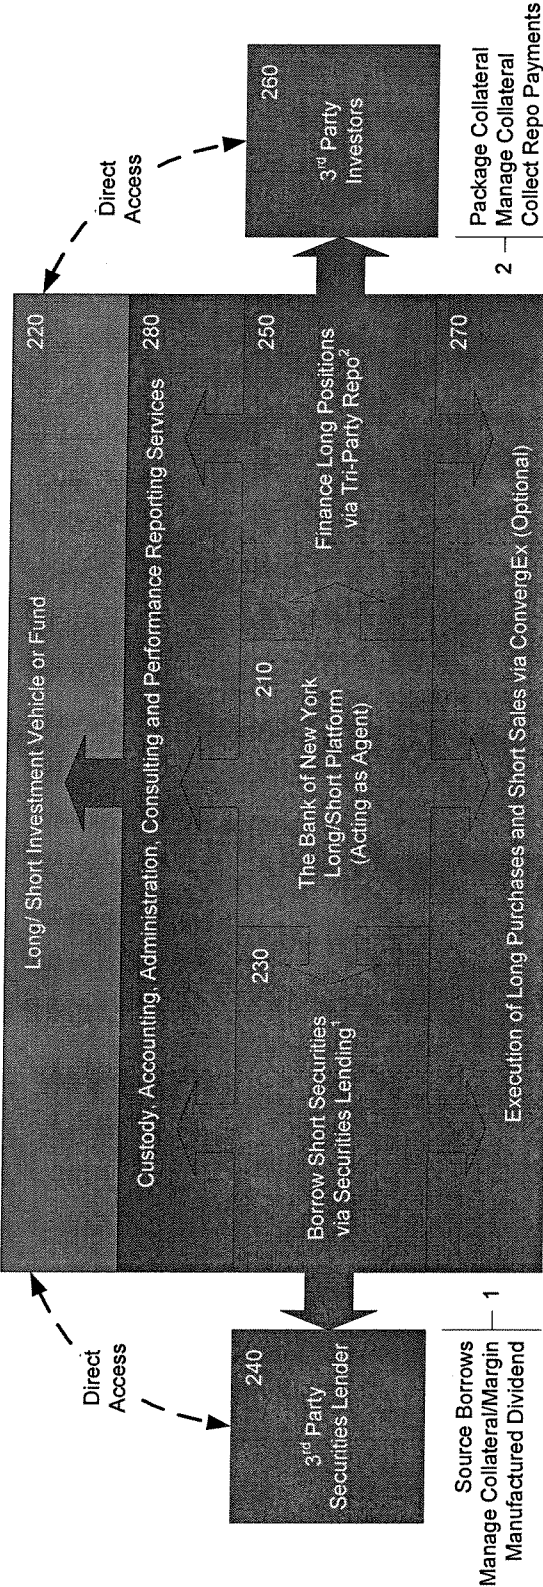 Long/ Short Investment Vehicle or Fund
220
Direct
Access
Direct
Access
Custody, Accounting, Administration, Consulting and Performance Reporting Services
280
240
3rd Party
Securities Lender
230
Borrow Short Securities
via Securities Lending1
210
The Bank of New York
Long/Short Platform
(Acting as Agent)
250
Finance Long Positions
via Tri-Party Repo2
260
3rd Party
Investors
Execution of Long Purchases and Short Sales via ConvergEx (Optional)
270
Source Borrows
Manage Collateral/Margin
Manufactured Dividend
1
2
Package Collateral
Manage Collateral
Collect Repo Payments